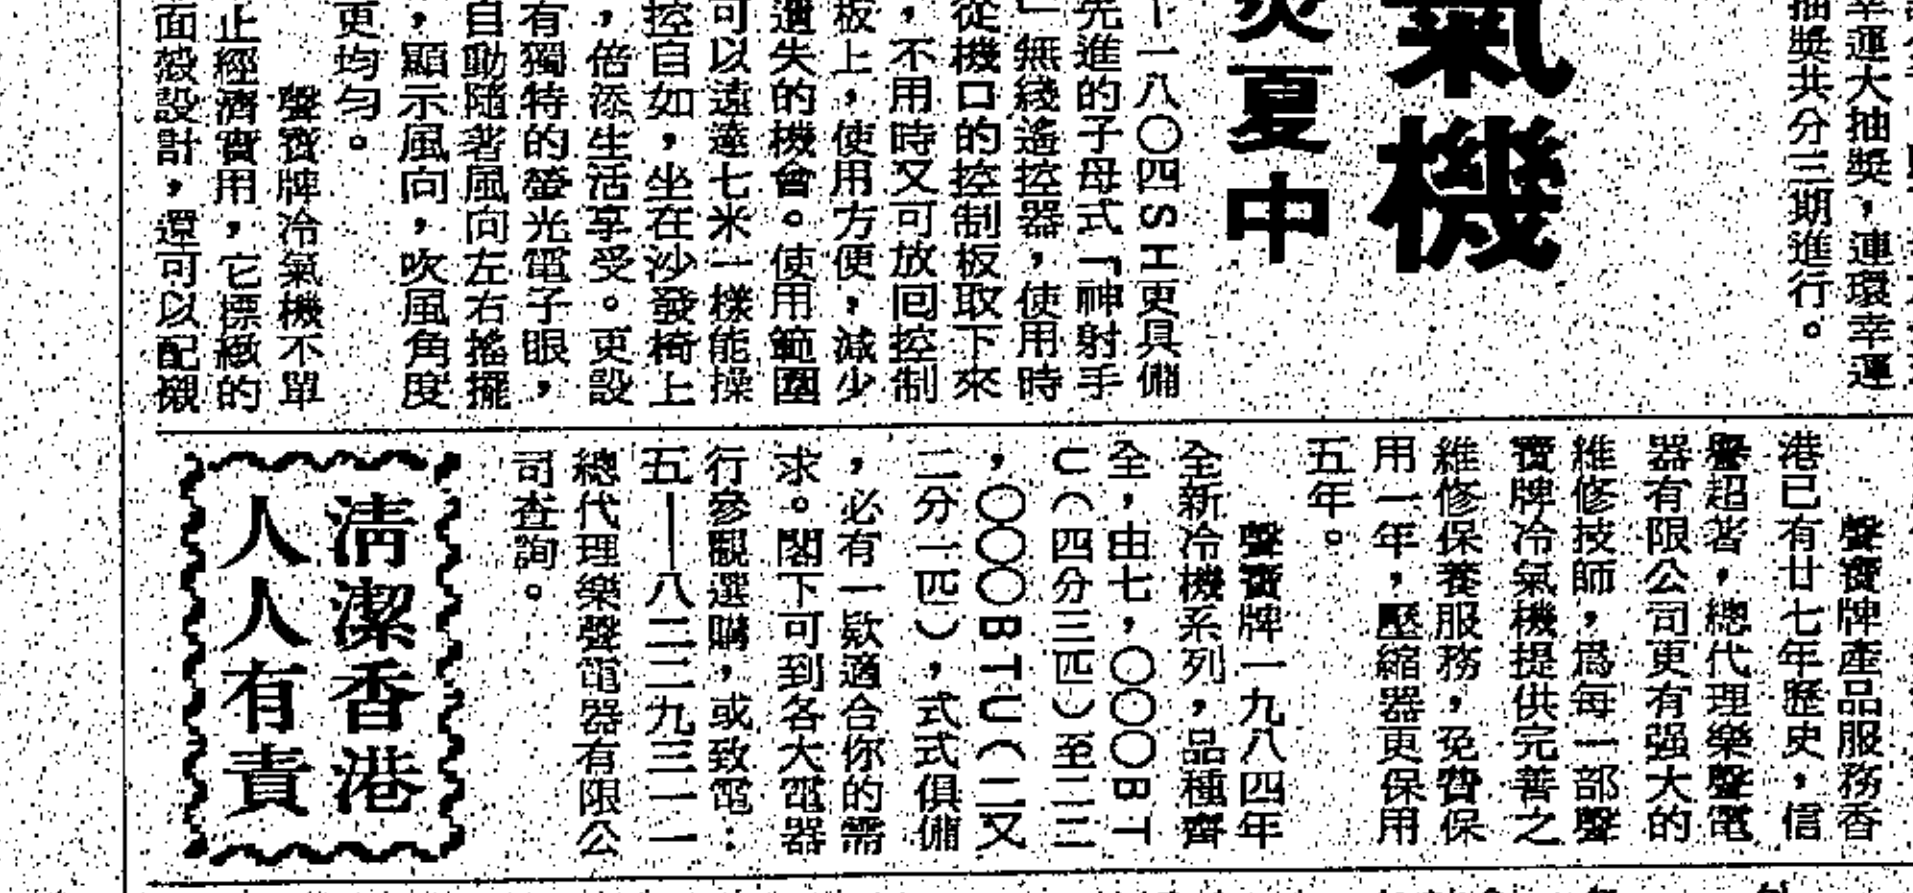 幸運大抽獎，連環幸運
抽獎共分三期進行。
氣機
炎夏中
一八〇四SH更具備
先進的子母式「神射手
」無綫遙控器，使用時
從機口的控制板取下來
，不用時又可放回控制
板上，使用方便，減少
遺失的機會。使用範圍
可以遠達七米一樣能操
控自如，坐在沙發椅上
，倍添生活享受。更設
有獨特的螢光電子眼，
自動隨著風向左右搖擺
，顯示風向，吹風角度
更均勻。
聲寶牌冷氣機不單
止經濟實用，它標緻的
面殼設計，還可以配襯
聲寶牌產品服務香
港已有廿七年歷史，信
譽超著，總代理樂聲電
器有限公司更有强大的
維修技師，爲每一部聲
寶牌冷氣機提供完善之
維修保養服務，免費保
用一年，壓縮器更保用
五年。
聲寶牌一九八四年
全新冷機系列，品種齊
全，由七，〇〇〇BT
U（四分三匹）至二二
，〇〇〇BTU（二又
二分一匹），式式俱備
，必有一欵適合你的需
求。閣下可到各大電器
行參觀選購，或致電：
五—八二二九三一一
總代理樂聲電器有限公
司查詢。
清潔香港
人人有責